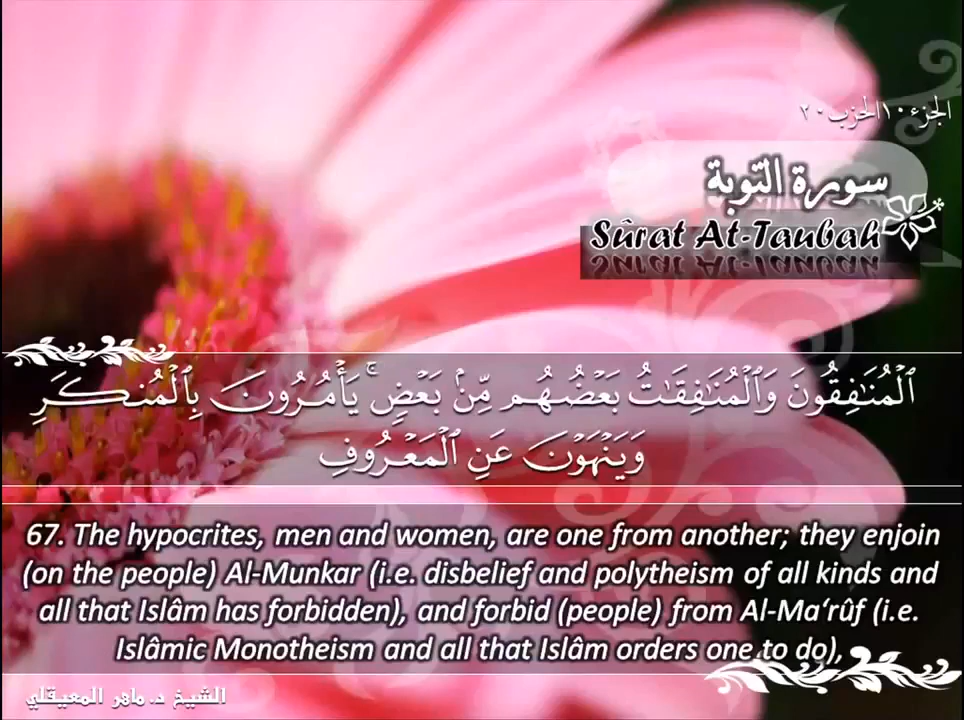 الجزء ١٠ الحزب ٢٠
سورة التوبة
Sûrat At-Taubah
ٱلْمُنَٰفِقُونَ وَٱلْمُنَٰفِقَٰتُ بَعْضُهُم مِّنۢ بَعْضٍ ۚ يَأْمُرُونَ بِٱلْمُنكَرِ
وَيَنْهَوْنَ عَنِ ٱلْمَعْرُوفِ
67. The hypocrites, men and women, are one from another; they enjoin
(on the people) Al-Munkar (i.e. disbelief and polytheism of all kinds and
all that Islâm has forbidden), and forbid (people) from Al-Ma‘rûf (i.e.
Islâmic Monotheism and all that Islâm orders one to do),
الشيخ د. ماهر المعيقلي